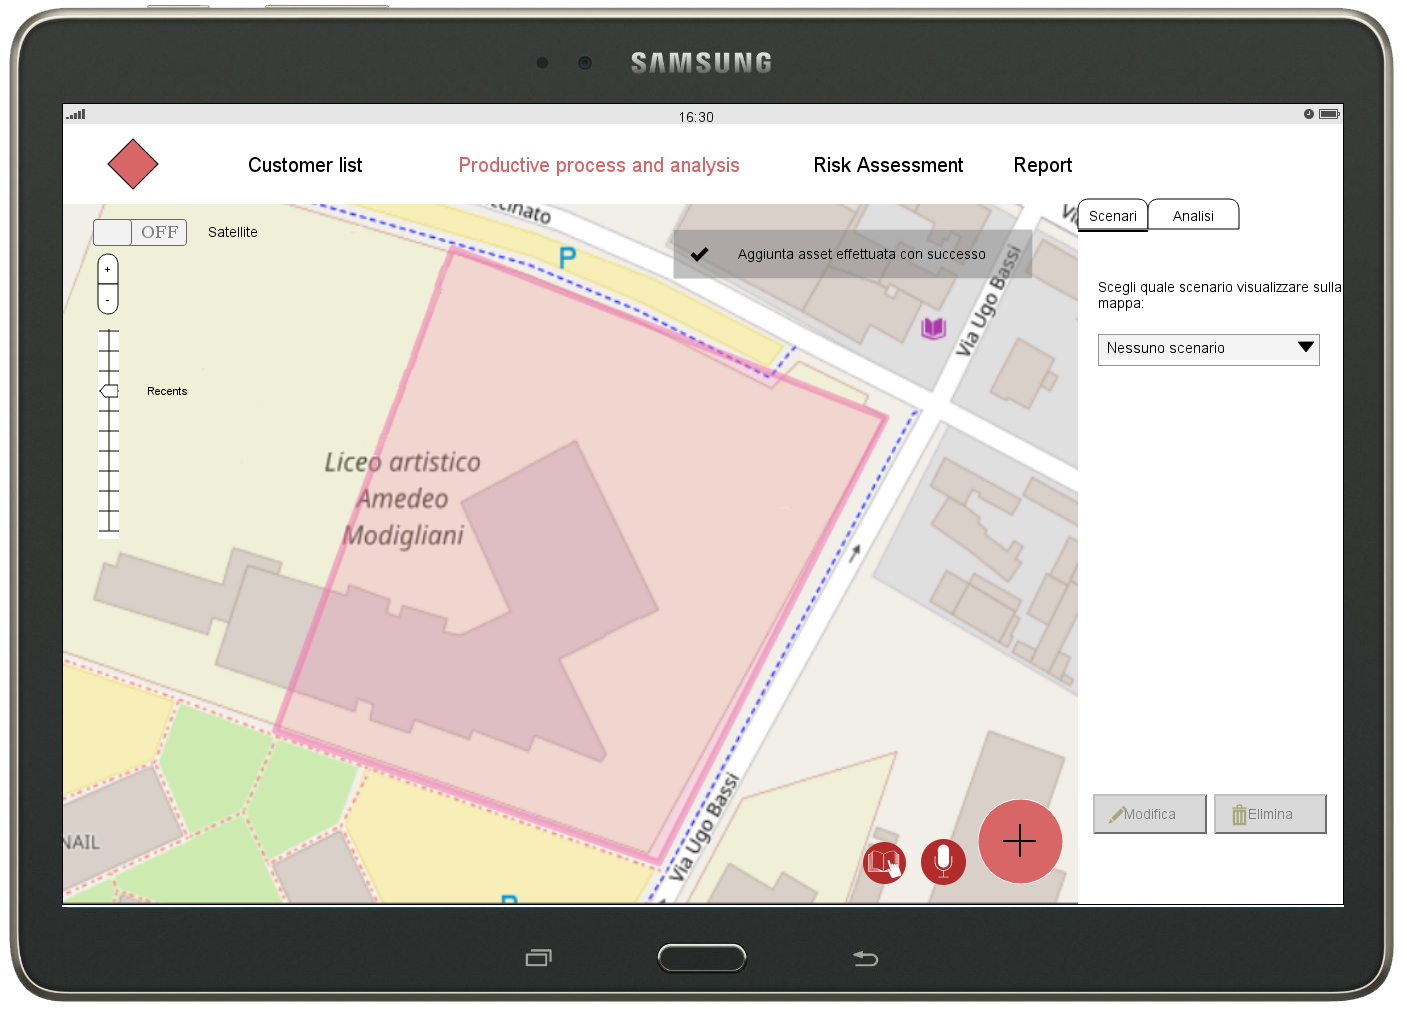 SAMSUNG
16:30
Customer list
Productive process and analysis
Risk Assessment
Report
OFF
Satellite
cinato
P
Aggiunta asset effettuata con successo
Scenari
Analisi
+
-
Via Ugo Bassi
Scegli quale scenario visualizzare sulla
mappa:
Nessuno scenario
Recents
Liceo artistico
Amedeo
Modigliani
Via Ugo Bassi
NAIL
P
Modifica
Elimina